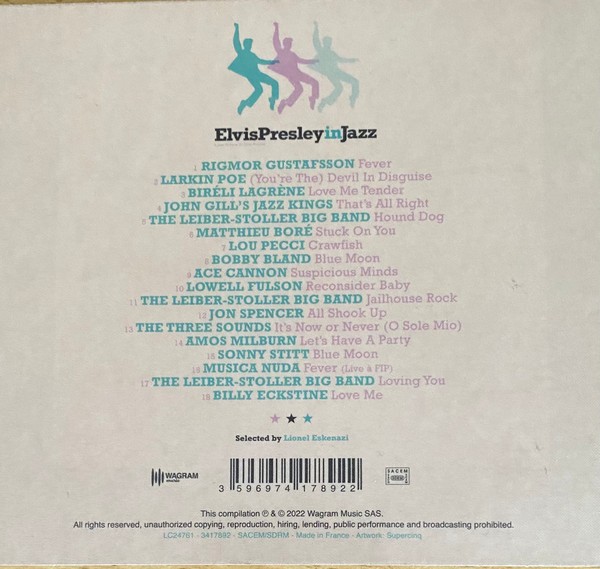 ElvisPresleyinJazz
1 RIGMOR GUSTAFSSON Fever
2 LARKIN POE (You're The) Devil In Disguise
3 BIRÉLI LAGRÈNE Love Me Tender
4 JOHN GILL'S JAZZ KINGS That's All Right
5 THE LEIBER-STOLLER BIG BAND Hound Dog
6 MATTHIEU BORÉ Stuck On You
7 LOU PECCI Crawfish
8 BOBBY BLAND Blue Moon
9 ACE CANNON Suspicious Minds
10 LOWELL FULSON Reconsider Baby
11 THE LEIBER-STOLLER BIG BAND Jailhouse Rock
12 JON SPENCER All Shook Up
13 THE THREE SOUNDS It's Now or Never (O Sole Mio)
14 AMOS MILBURN Let's Have A Party
15 SONNY STITT Blue Moon
16 MUSICA NUDA Fever (Live à FIP)
17 THE LEIBER-STOLLER BIG BAND Loving You
18 BILLY ECKSTINE Love Me
Selected by Lionel Eskenazi
WAGRAM
3 596974 178922
SACEM
This compilation ℗ & © 2022 Wagram Music SAS.
All rights reserved, unauthorized copying, reproduction, hiring, lending, public performance and broadcasting prohibited.
LC24761 - 3417892 - SACEM/SDRM - Made in France - Artwork: Supercinq